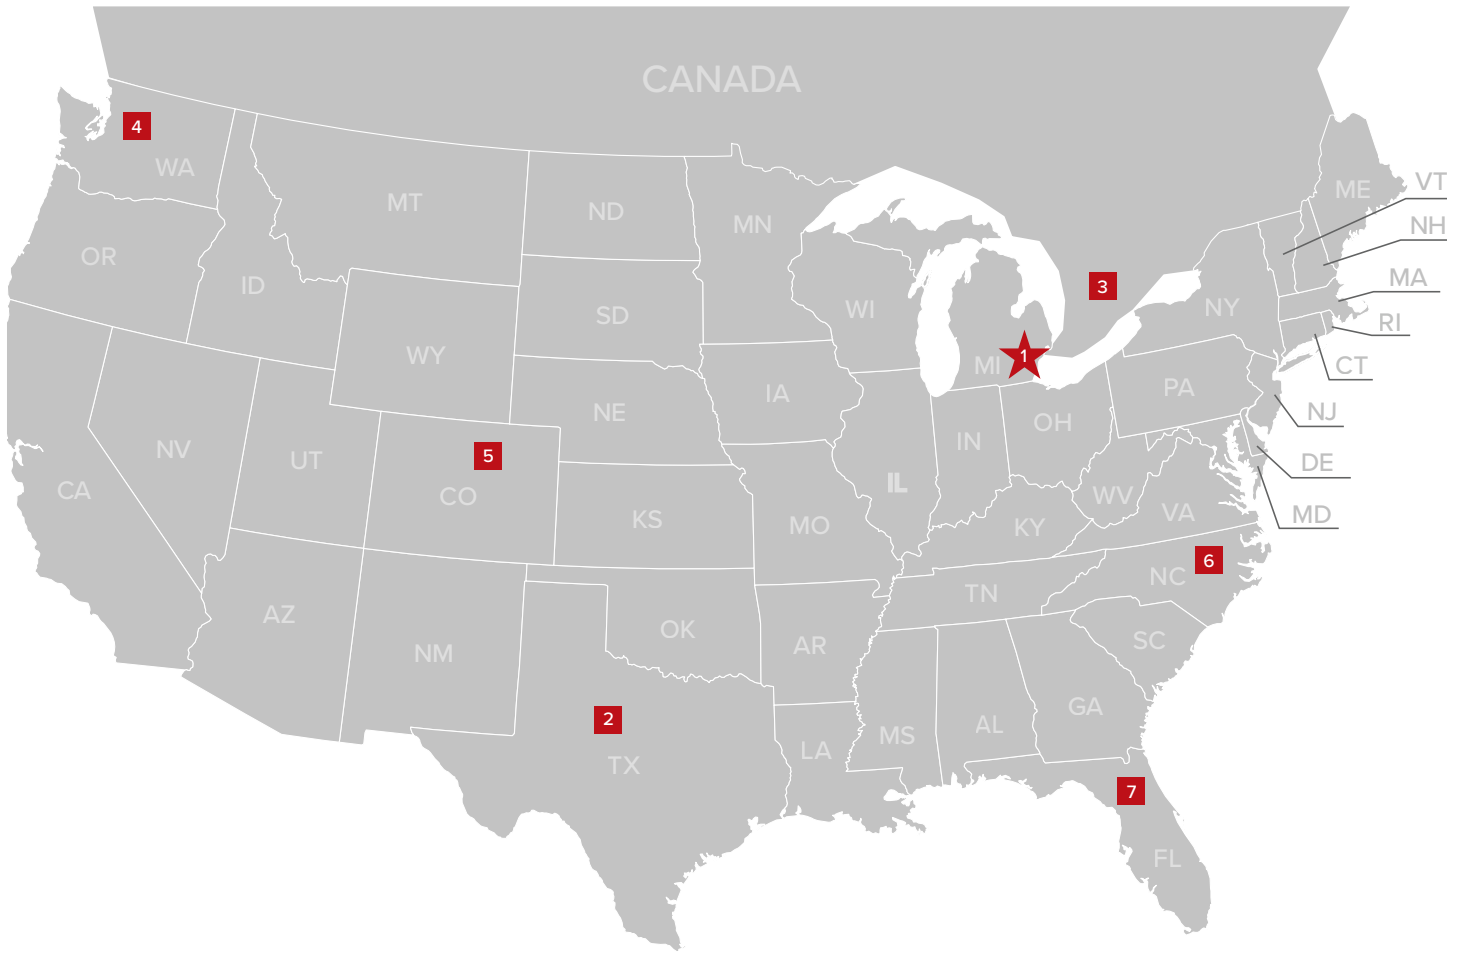 CANADA
4
WA
MT
ND
MN
ME
VT
NH
OR
ID
SD
WI
3
NY
MA
RI
WY
MI
1
CT
PA
NE
IA
NJ
OH
IN
NV
UT
5
CO
DE
CA
IL
WV
KS
MO
KY
VA
MD
6
NC
TN
AZ
OK
AR
SC
NM
GA
2
AL
MS
TX
LA
7
FL